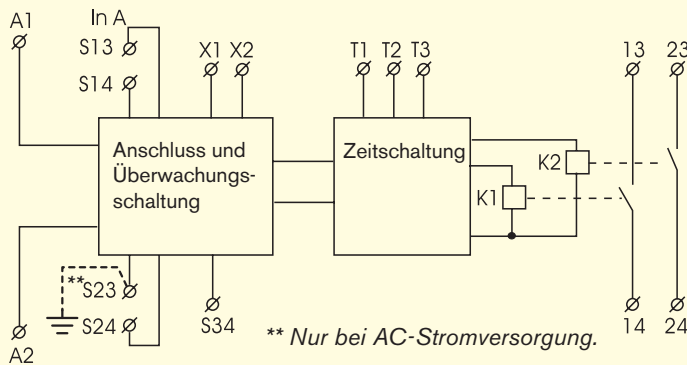 A1
In A
S13
X1 X2
T1 T2 T3
13 23
S14
Anschluss und
Überwachungs-
schaltung
Zeitschaltung
K2
K1
**S23
S24
S34
14 24
A2
** Nur bei AC-Stromversorgung.